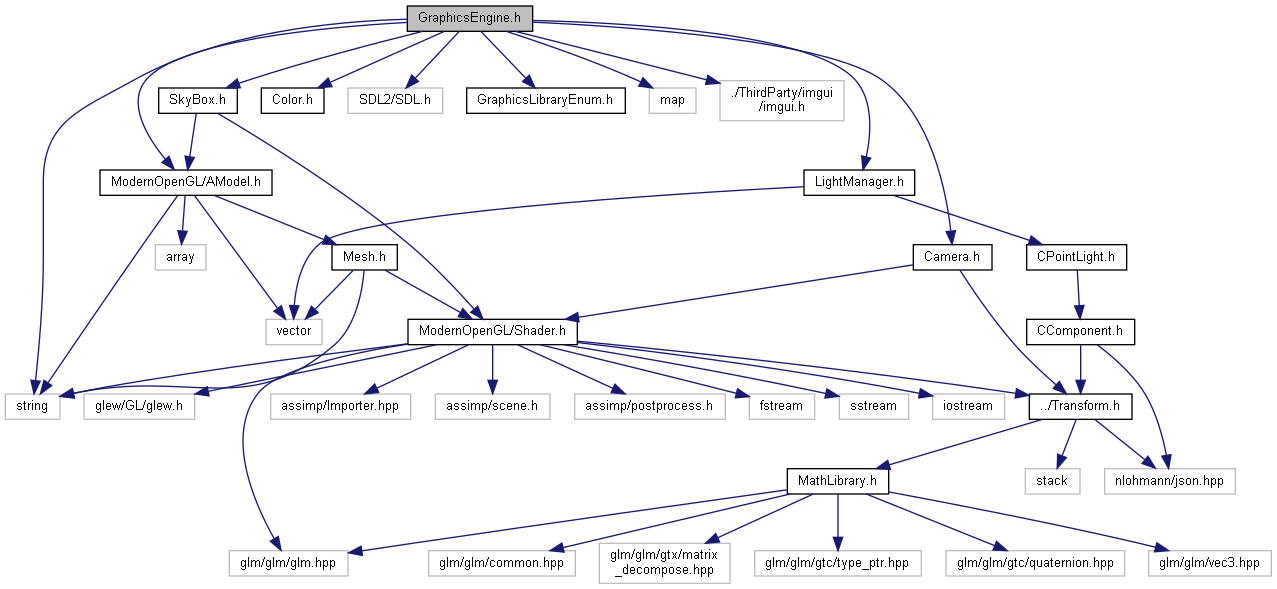 GraphicsEngine.h
SkyBox.h
Color.h
SDL2/SDL.h
GraphicsLibraryEnum.h
map
./ThirdParty/imgui
/imgui.h
ModernOpenGL/AModel.h
LightManager.h
array
Mesh.h
Camera.h
CPointLight.h
vector
ModernOpenGL/Shader.h
CComponent.h
string
glew/GL/glew.h
assimp/Importer.hpp
assimp/scene.h
assimp/postprocess.h
fstream
sstream
iostream
../Transform.h
MathLibrary.h
stack
nlohmann/json.hpp
glm/glm/glm.hpp
glm/glm/common.hpp
glm/glm/gtx/matrix
_decompose.hpp
glm/glm/gtc/type_ptr.hpp
glm/glm/gtc/quaternion.hpp
glm/glm/vec3.hpp